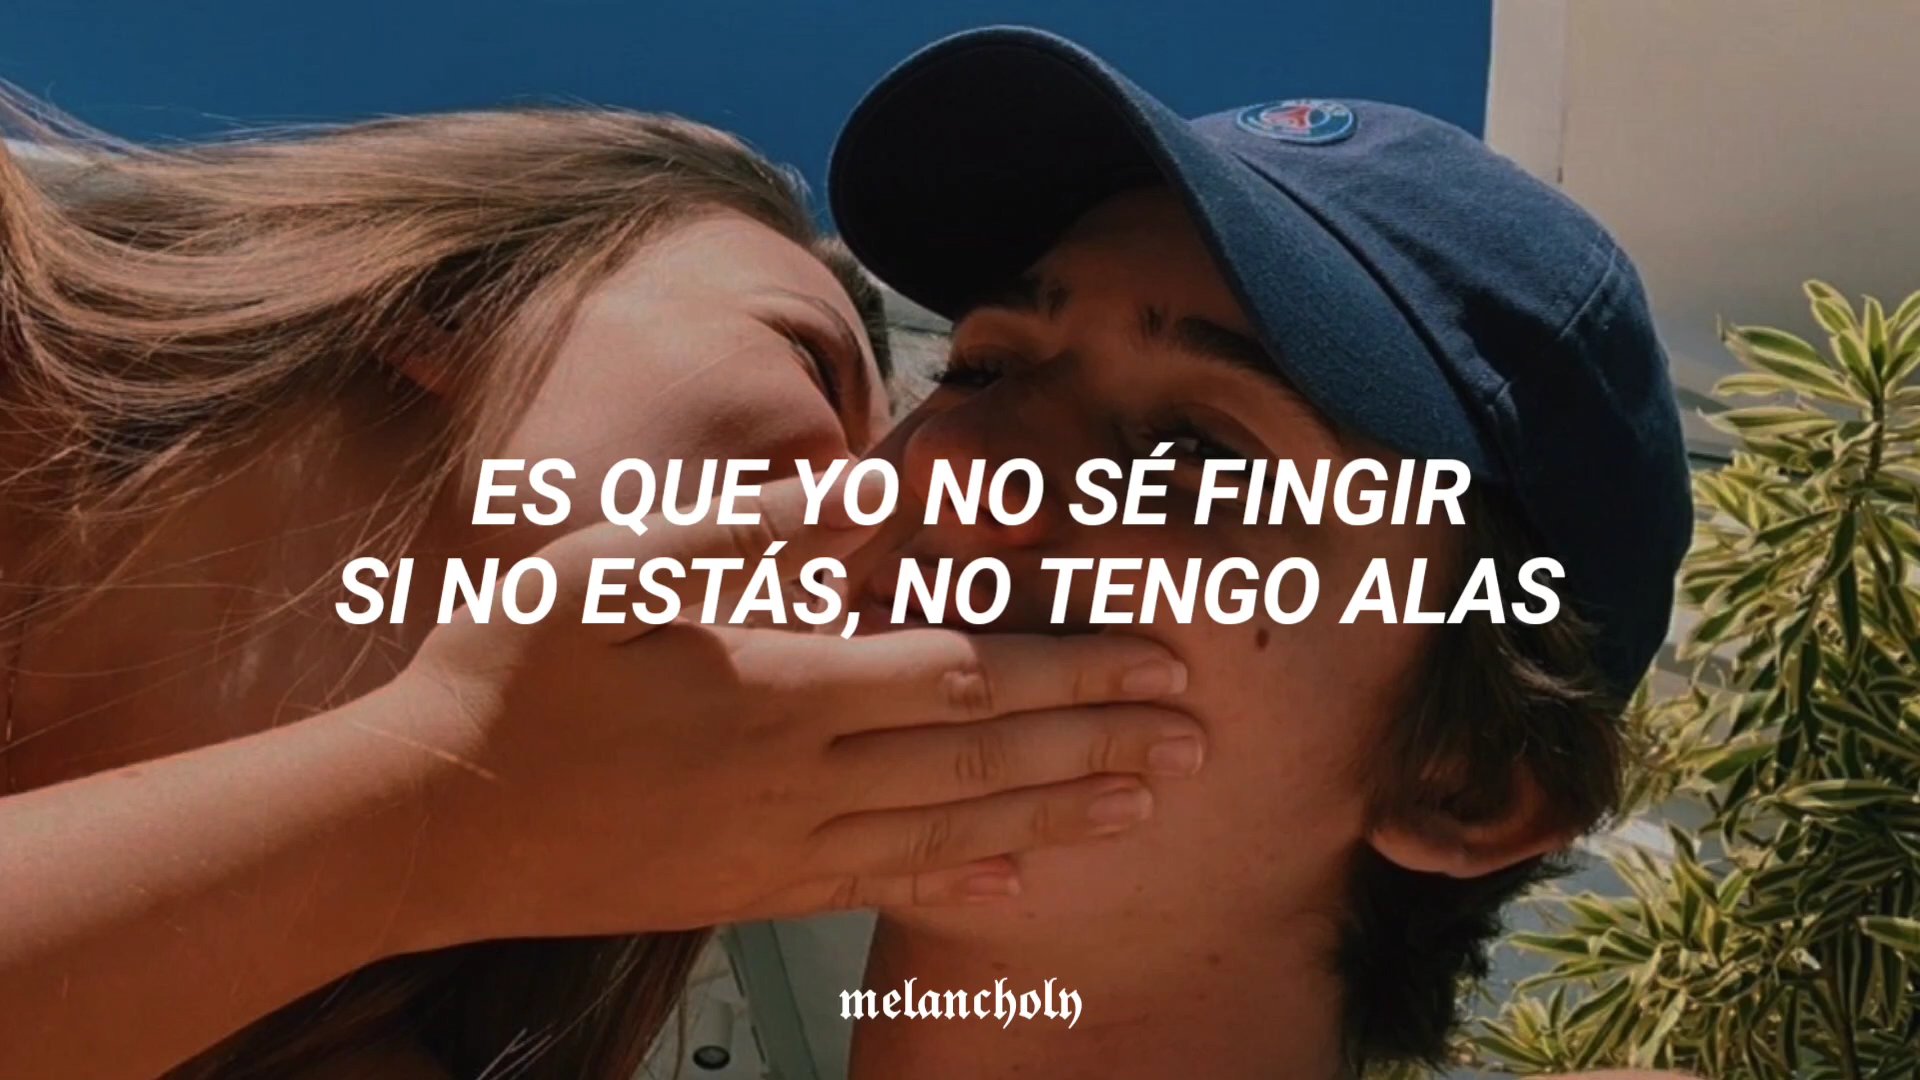 ES QUE YO NO SÉ FINGIR
SI NO ESTÁS, NO TENGO ALAS
melancholy